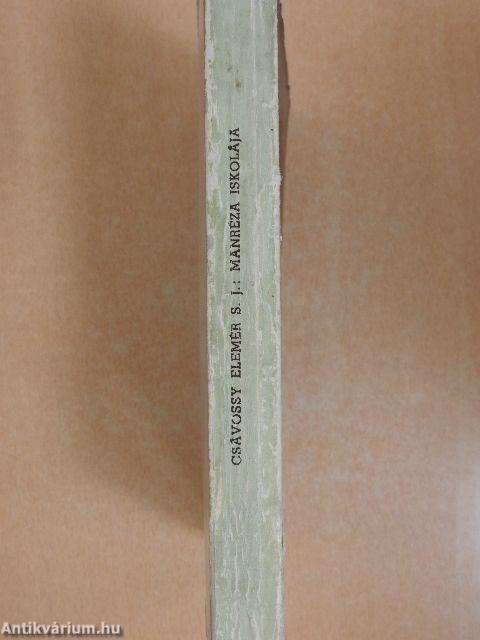 CSÁVOSSY ELEMÉR S. J.: MANRÉZA ISKOLÁJA
Antikvárium.hu